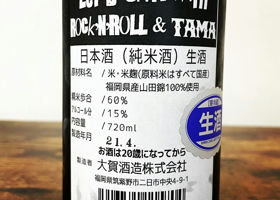 ROCK-N-ROLL & TAMA
日本酒（純米酒）生酒
原材料名／米・米麹(原料米はすべて国産)
福岡県産山田錦100%使用
精米歩合／60%
アルコール分／15%
内容量／720ml
製造年月 21.4.
お酒は20歳になってから
製造者 大賀酒造株式会社
福岡県筑紫野市二日市中央4-9-1
生酒